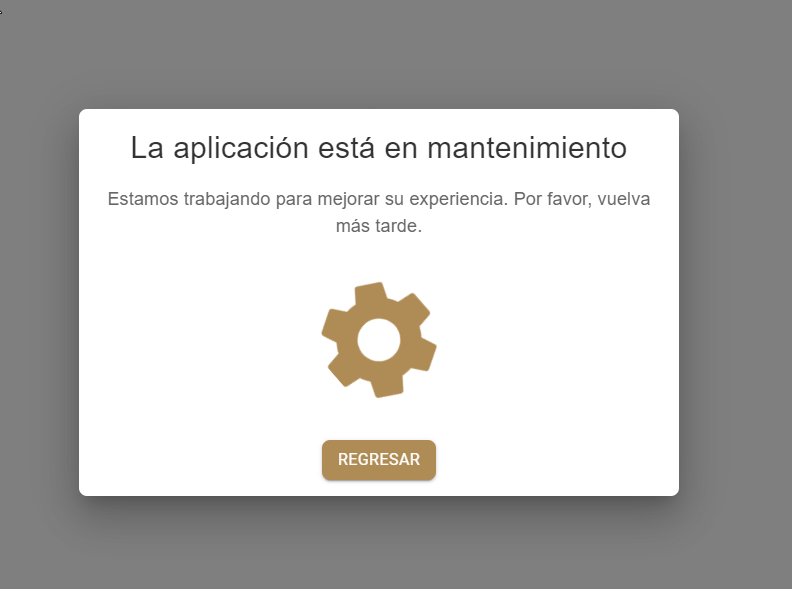 La aplicación está en mantenimiento
Estamos trabajando para mejorar su experiencia. Por favor, vuelva
más tarde.
REGRESAR